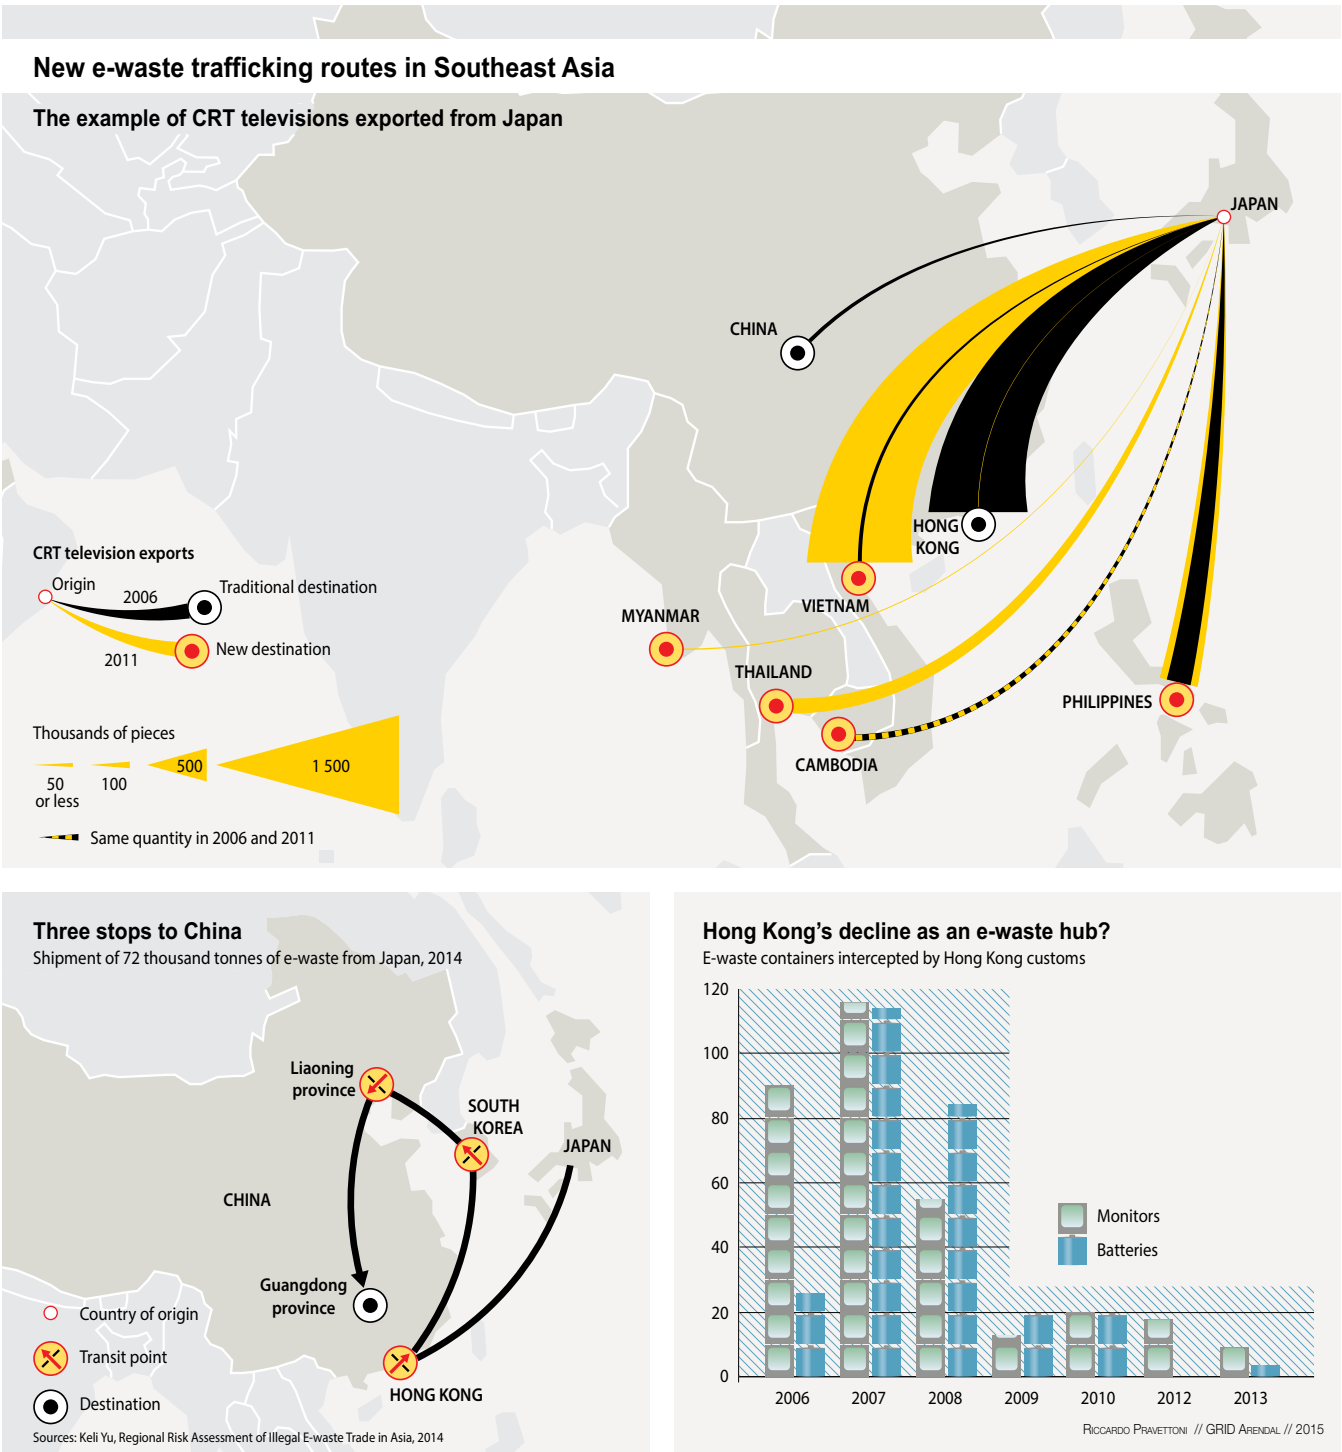 New e-waste trafficking routes in Southeast Asia
The example of CRT televisions exported from Japan
JAPAN
CHINA
HONG
KONG
VIETNAM
MYANMAR
THAILAND
PHILIPPINES
CAMBODIA
CRT television exports
Origin
2006
Traditional destination
2011
New destination
Thousands of pieces
50
or less
100
500
1 500
Same quantity in 2006 and 2011
Three stops to China
Shipment of 72 thousand tonnes of e-waste from Japan, 2014
Liaoning
province
SOUTH
KOREA
JAPAN
CHINA
Guangdong
province
HONG KONG
Country of origin
Transit point
Destination
Sources: Keli Yu, Regional Risk Assessment of Illegal E-waste Trade in Asia, 2014
Hong Kong’s decline as an e-waste hub?
E-waste containers intercepted by Hong Kong customs
120
100
80
60
40
20
0
Monitors
Batteries
2006 2007 2008 2009 2010 2012 2013
Riccardo Pravettoni // GRID Arendal // 2015